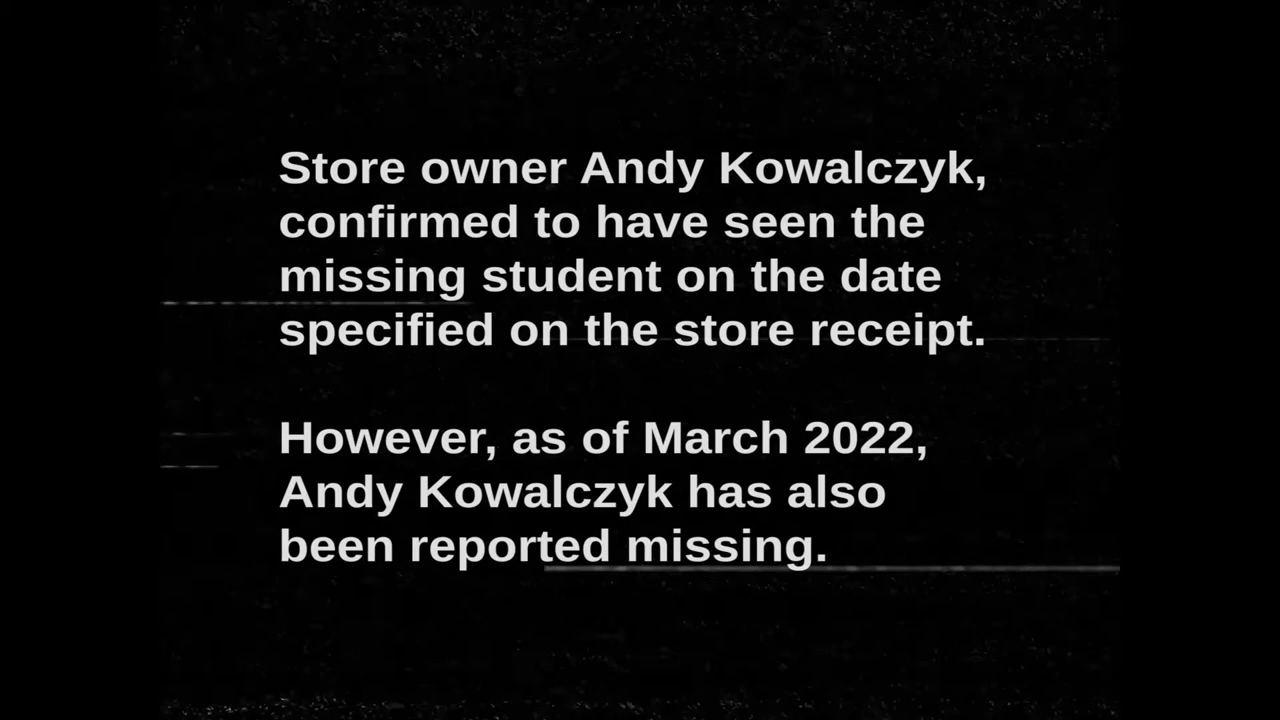 Store owner Andy Kowalczyk,
confirmed to have seen the
missing student on the date
specified on the store receipt.
However, as of March 2022,
Andy Kowalczyk has also
been reported missing.